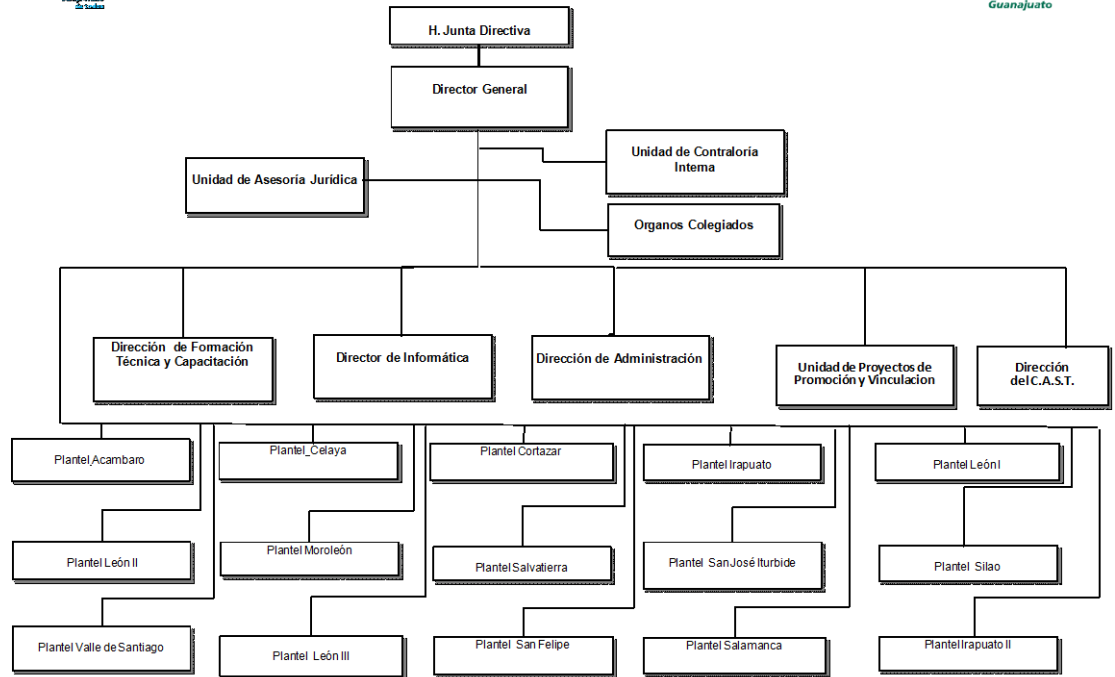 Guanajuato
H. Junta Directiva
Director General
Unidad de Contraloría
Interna
Unidad de Asesoría Jurídica
Organos Colegiados
Dirección de Formación
Técnica y Capacitación
Director de Informática
Dirección de Administración
Unidad de Proyectos de
Promoción y Vinculacion
Dirección
del C.A.S.T.
Plantel Acambaro
Plantel Celaya
Plantel Cortazar
Plantel Irapuato
Plantel León I
Plantel León II
Plantel Moroleón
Plantel Salvatierra
Plantel San José Iturbide
Plantel Silao
Plantel Valle de Santiago
Plantel León III
Plantel San Felipe
Plantel Salamanca
Plantel Irapuato II